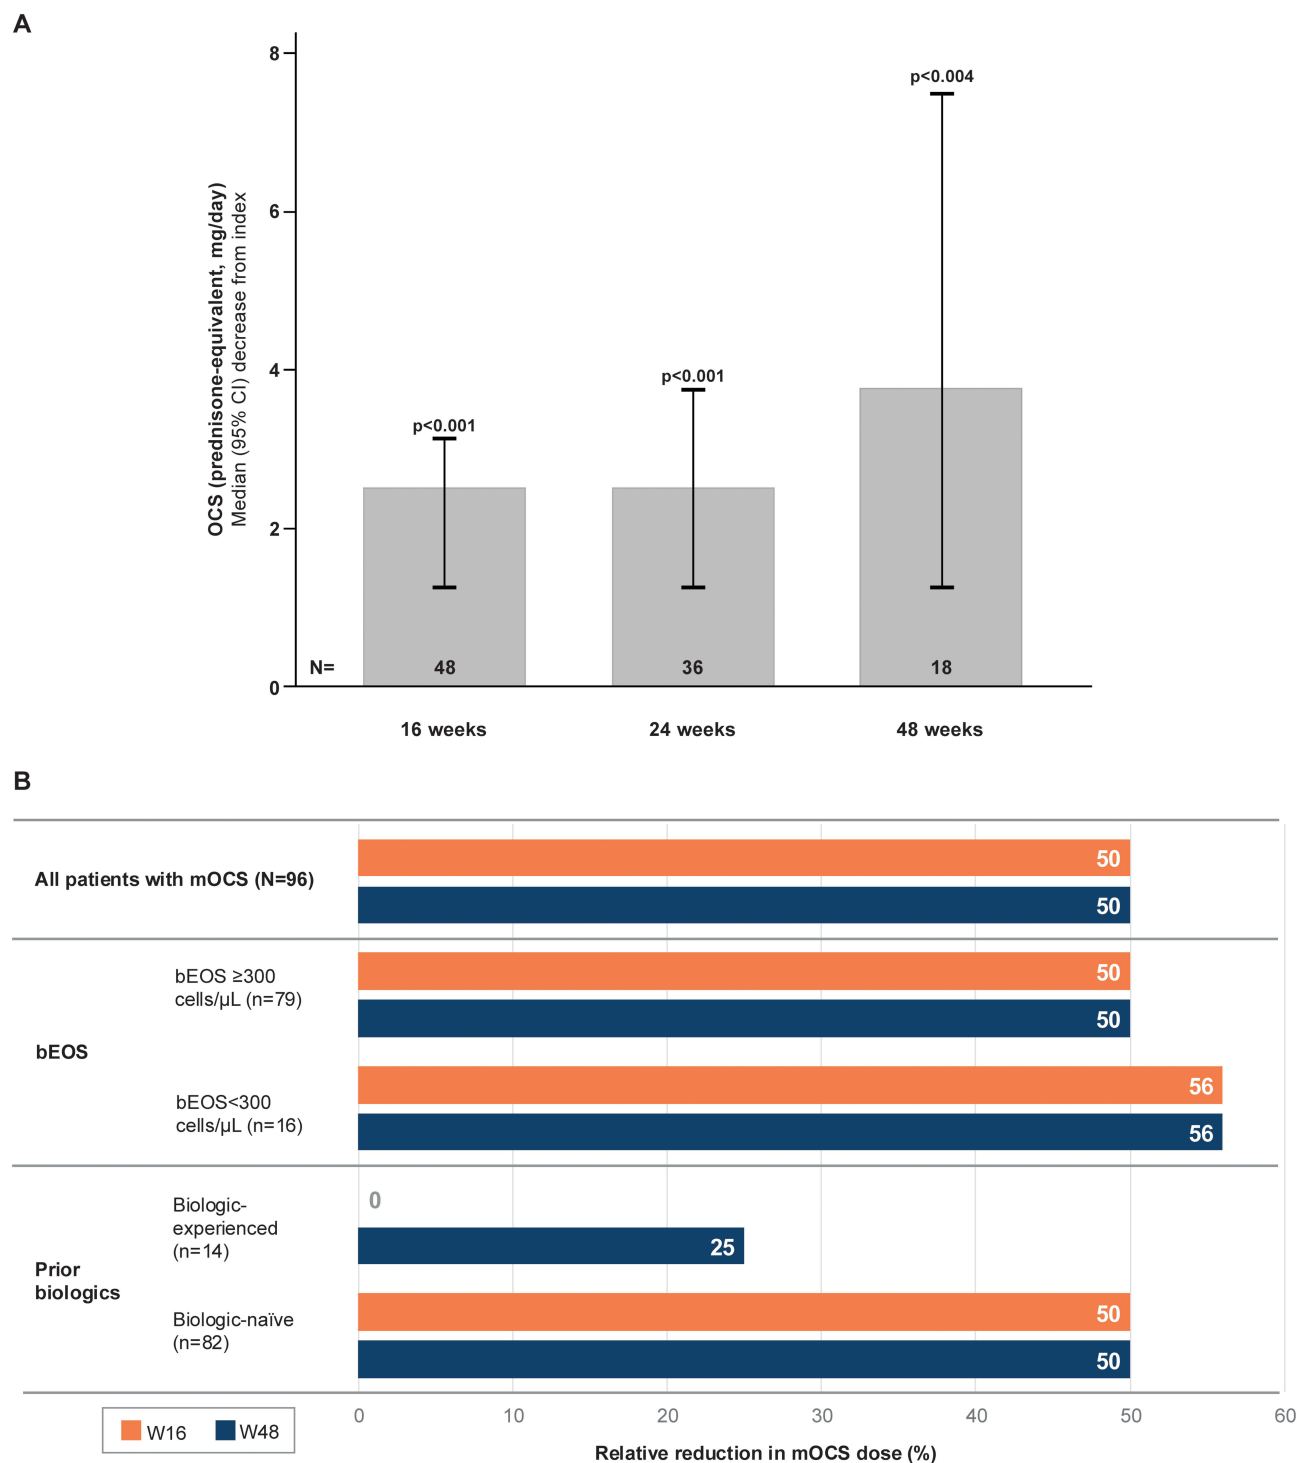 A
OCS (prednisone-equivalent, mg/day)
Median (95% CI) decrease from index
8
6
4
2
0
p<0.001
p<0.001
p<0.004
N=
48
36
18
16 weeks
24 weeks
48 weeks
B
All patients with mOCS (N=96)
50
50
bEOS
bEOS ≥300
cells/μL (n=79)
50
50
bEOS<300
cells/μL (n=16)
56
56
Prior
biologics
Biologic-
experienced
(n=14)
0
25
Biologic-naïve
(n=82)
50
50
W16
W48
0
10
20
30
40
50
60
Relative reduction in mOCS dose (%)